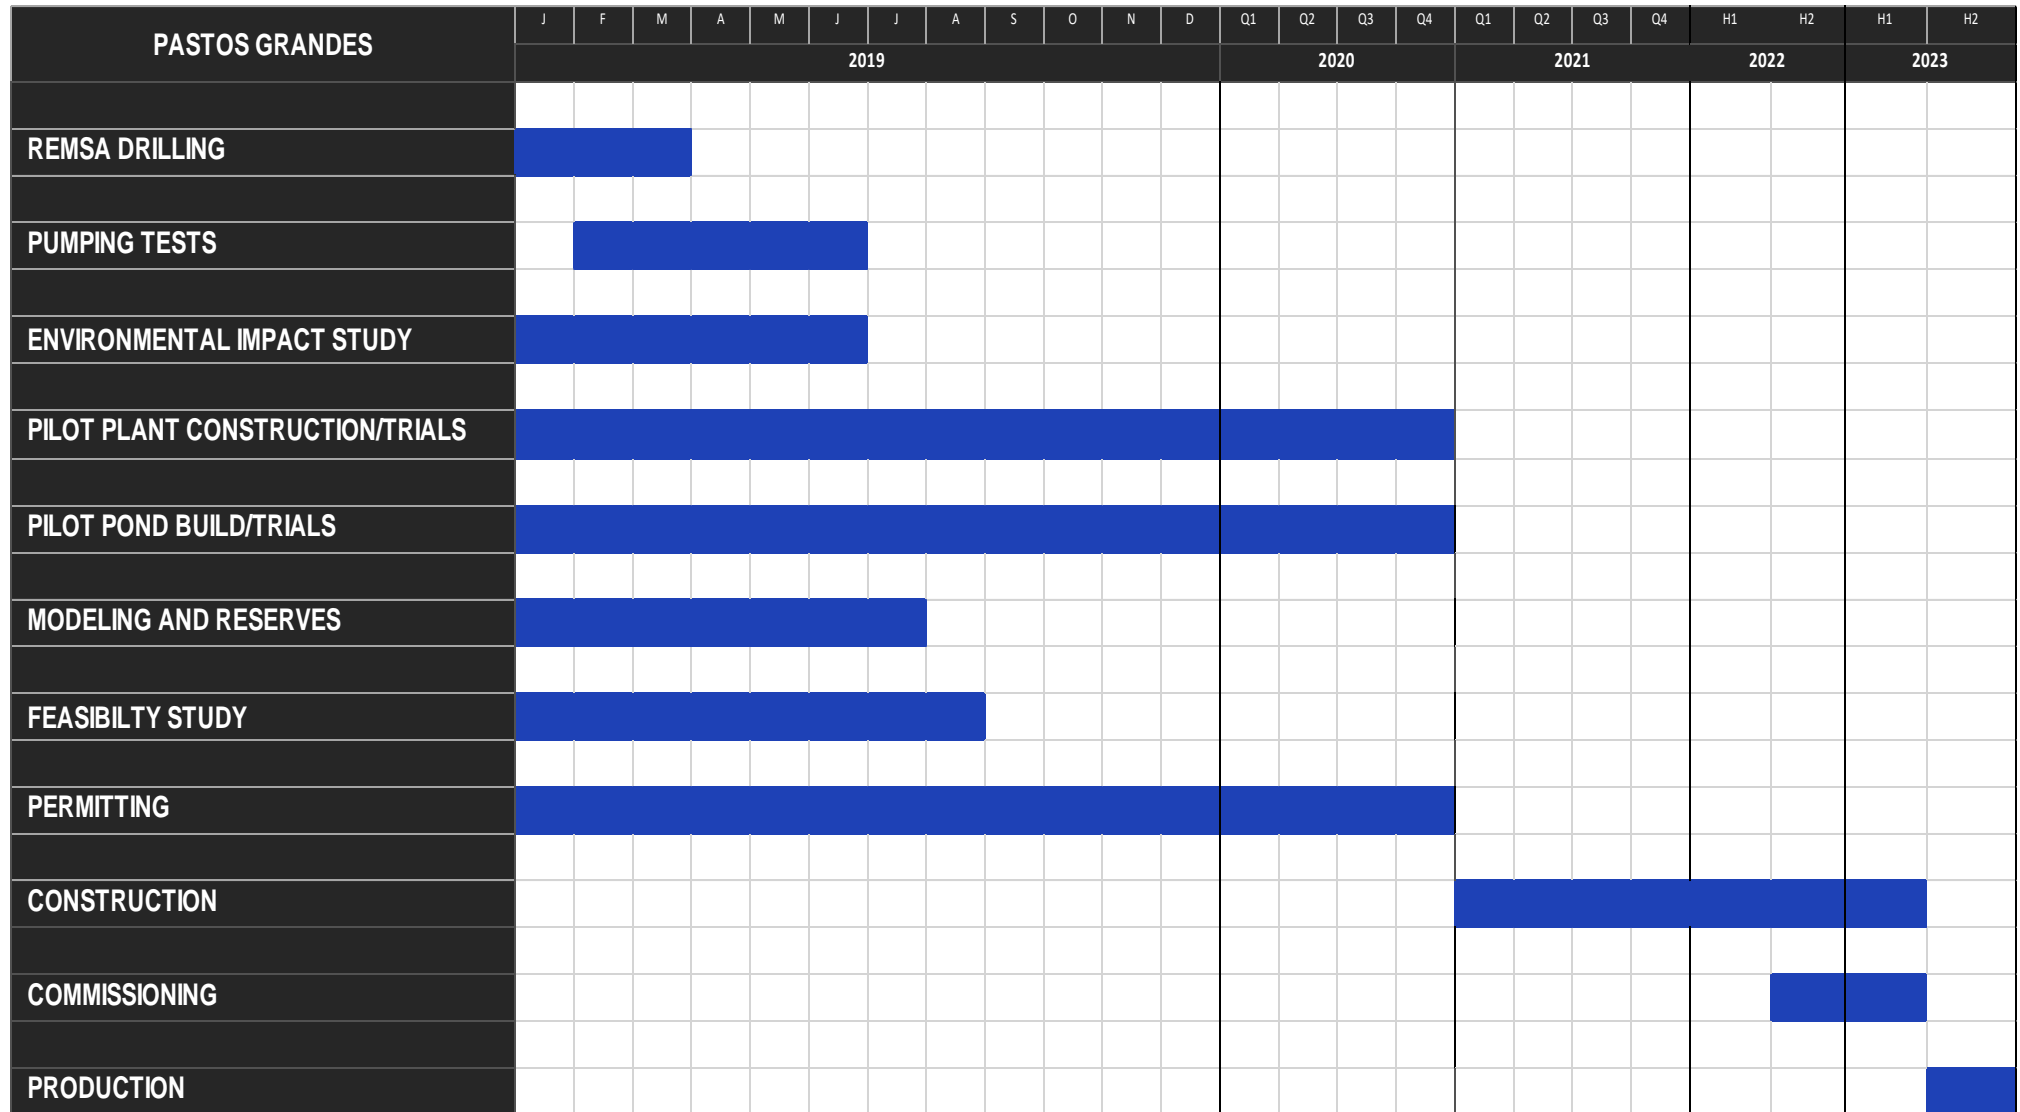 PASTOS GRANDES
J F M A M J J A S O N D Q1 Q2 Q3 Q4 Q1 Q2 Q3 Q4 H1 H2 H1 H2
2019 2020 2021 2022 2023
REMSA DRILLING
PUMPING TESTS
ENVIRONMENTAL IMPACT STUDY
PILOT PLANT CONSTRUCTION/TRIALS
PILOT POND BUILD/TRIALS
MODELING AND RESERVES
FEASIBILTY STUDY
PERMITTING
CONSTRUCTION
COMMISSIONING
PRODUCTION